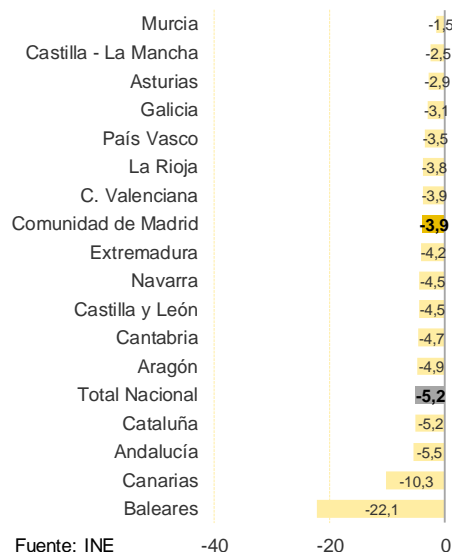 Murcia -1,5
Castilla - La Mancha -2,5
Asturias -2,9
Galicia -3,1
País Vasco -3,5
La Rioja -3,8
C. Valenciana -3,9
Comunidad de Madrid -3,9
Extremadura -4,2
Navarra -4,5
Castilla y León -4,5
Cantabria -4,7
Aragón -4,9
Total Nacional -5,2
Cataluña -5,2
Andalucía -5,5
Canarias -10,3
Baleares -22,1
Fuente: INE -40 -20 0